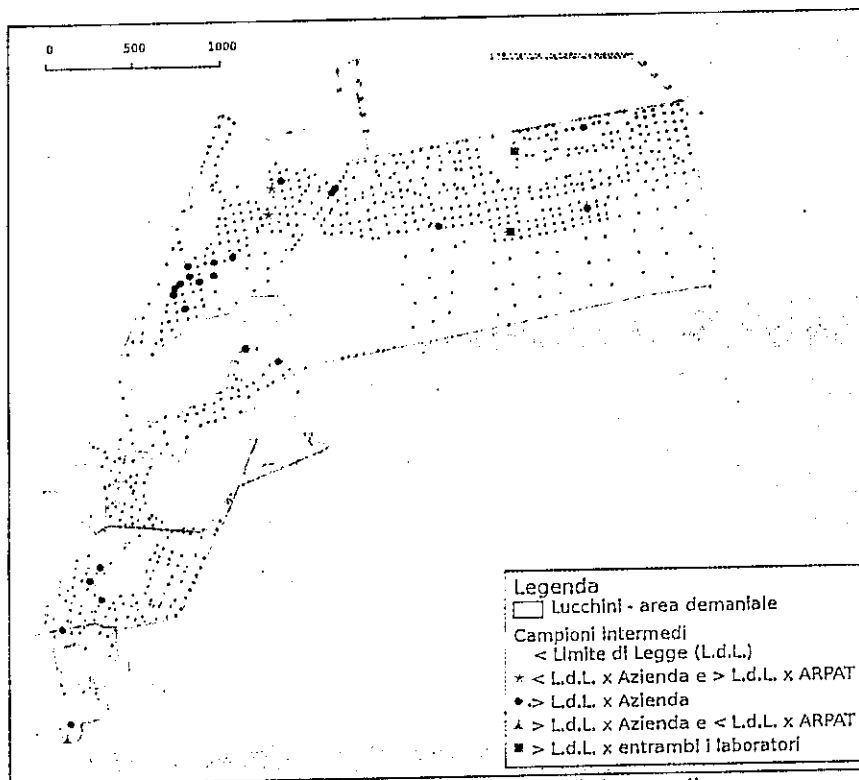 0 500 1000
Legenda
Lucchini - area demaniale
Campioni Intermedi
< Limite di Legge (L.d.L.)
< L.d.L. x Azienda e > L.d.L. x ARPAT
> L.d.L. x Azienda
> L.d.L. x Azienda e < L.d.L. x ARPAT
> L.d.L. x entrambi i laboratori